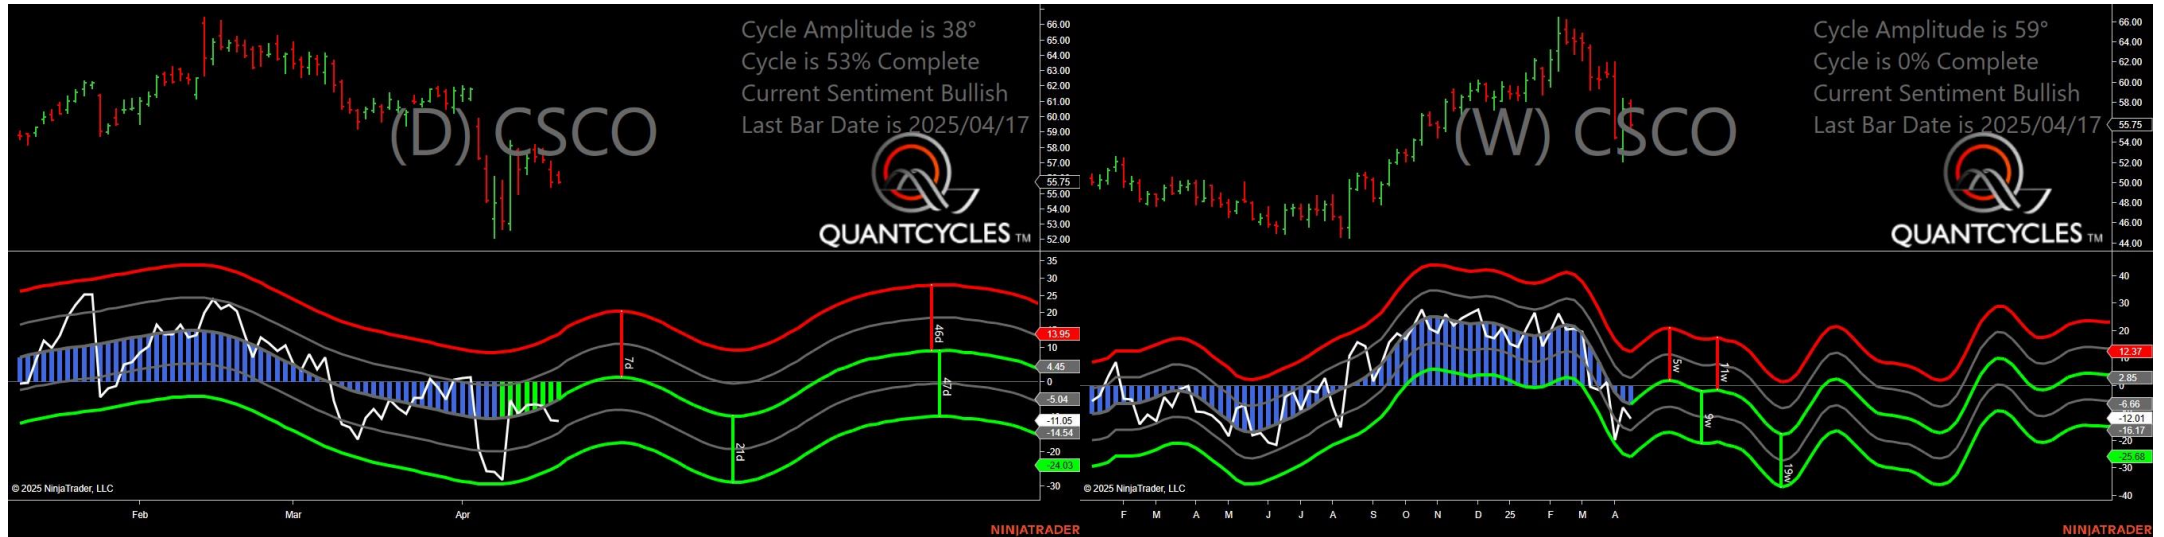 Cycle Amplitude is 38°
Cycle is 53% Complete
Current Sentiment Bullish
Last Bar Date is 2025/04/17
(D) CSCO
QUANTCYCLES TM
66.00
65.00
64.00
63.00
62.00
61.00
60.00
59.00
58.00
57.00
55.75
55.00
54.00
53.00
52.00
35
30
25
20
13.95
10
4.45
0
-5.04
-11.05
-14.54
-20
-24.03
-30
7d
21d
46d
47d
© 2025 NinjaTrader, LLC
Feb Mar Apr
NINJATRADER
Cycle Amplitude is 59°
Cycle is 0% Complete
Current Sentiment Bullish
Last Bar Date is 2025/04/17
(W) CSCO
QUANTCYCLES TM
66.00
64.00
62.00
60.00
58.00
55.75
54.00
52.00
50.00
48.00
46.00
44.00
40
30
20
12.37
2.85
0
-6.66
-12.01
-16.17
-20
-25.68
-30
-40
5w
11w
9w
19w
© 2025 NinjaTrader, LLC
F M A M J J A S O N D 25 F M A
NINJATRADER